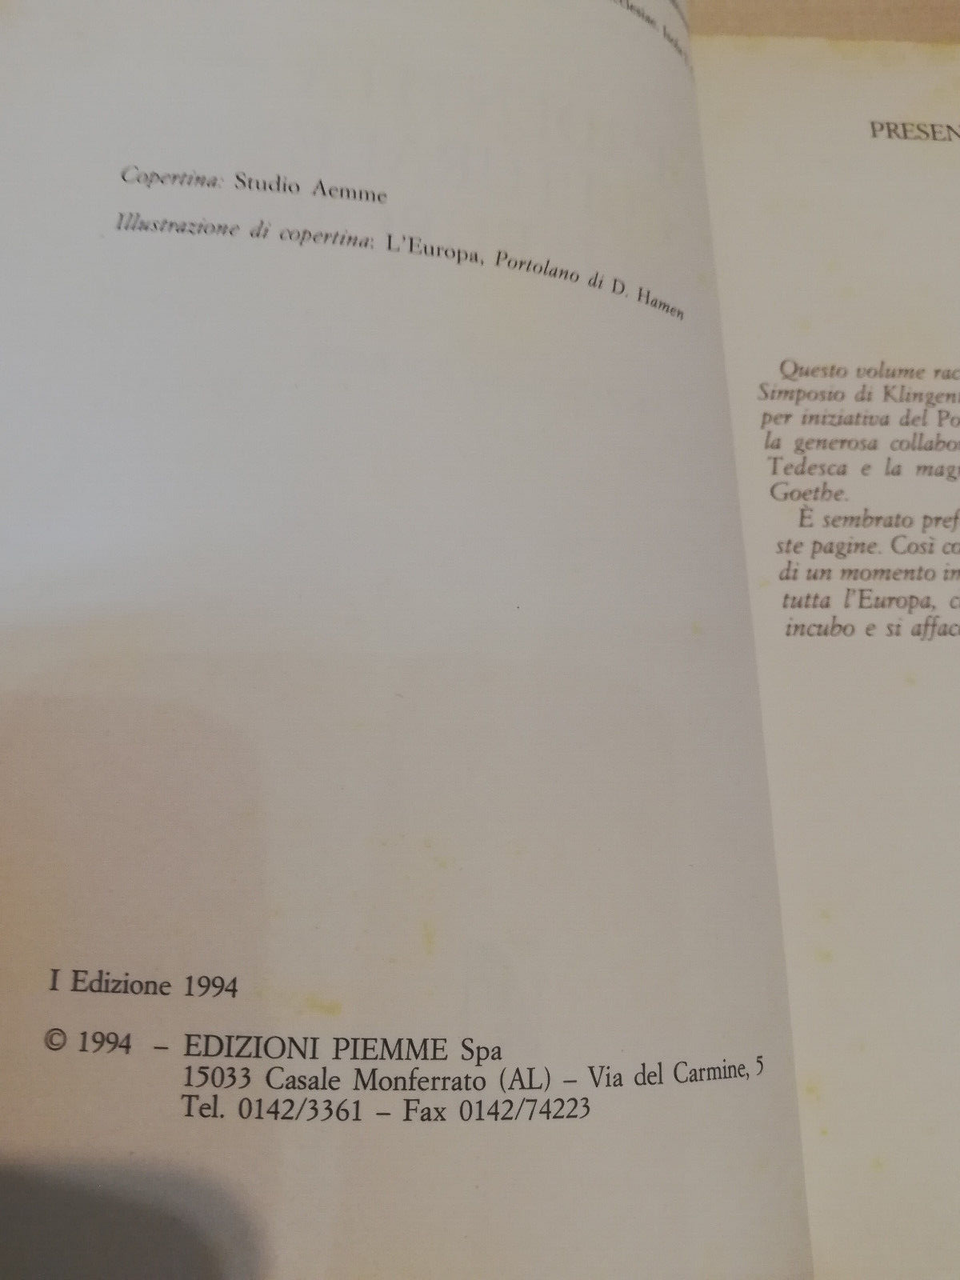 Copertina: Studio Aemme
Illustrazione di copertina: L'Europa, Portolano di D. Hamen
I Edizione 1994
© 1994 – EDIZIONI PIEMME Spa
15033 Casale Monferrato (AL) – Via del Carmine, 5
Tel. 0142/3361 – Fax 0142/74223
PRESEN
Questo volume rac
Simposio di Klingen
per iniziativa del Po
la generosa collabo
Tedesca e la mag
Goethe.
È sembrato pref
ste pagine. Così co
di un momento in
tutta l'Europa, c
incubo e si affac